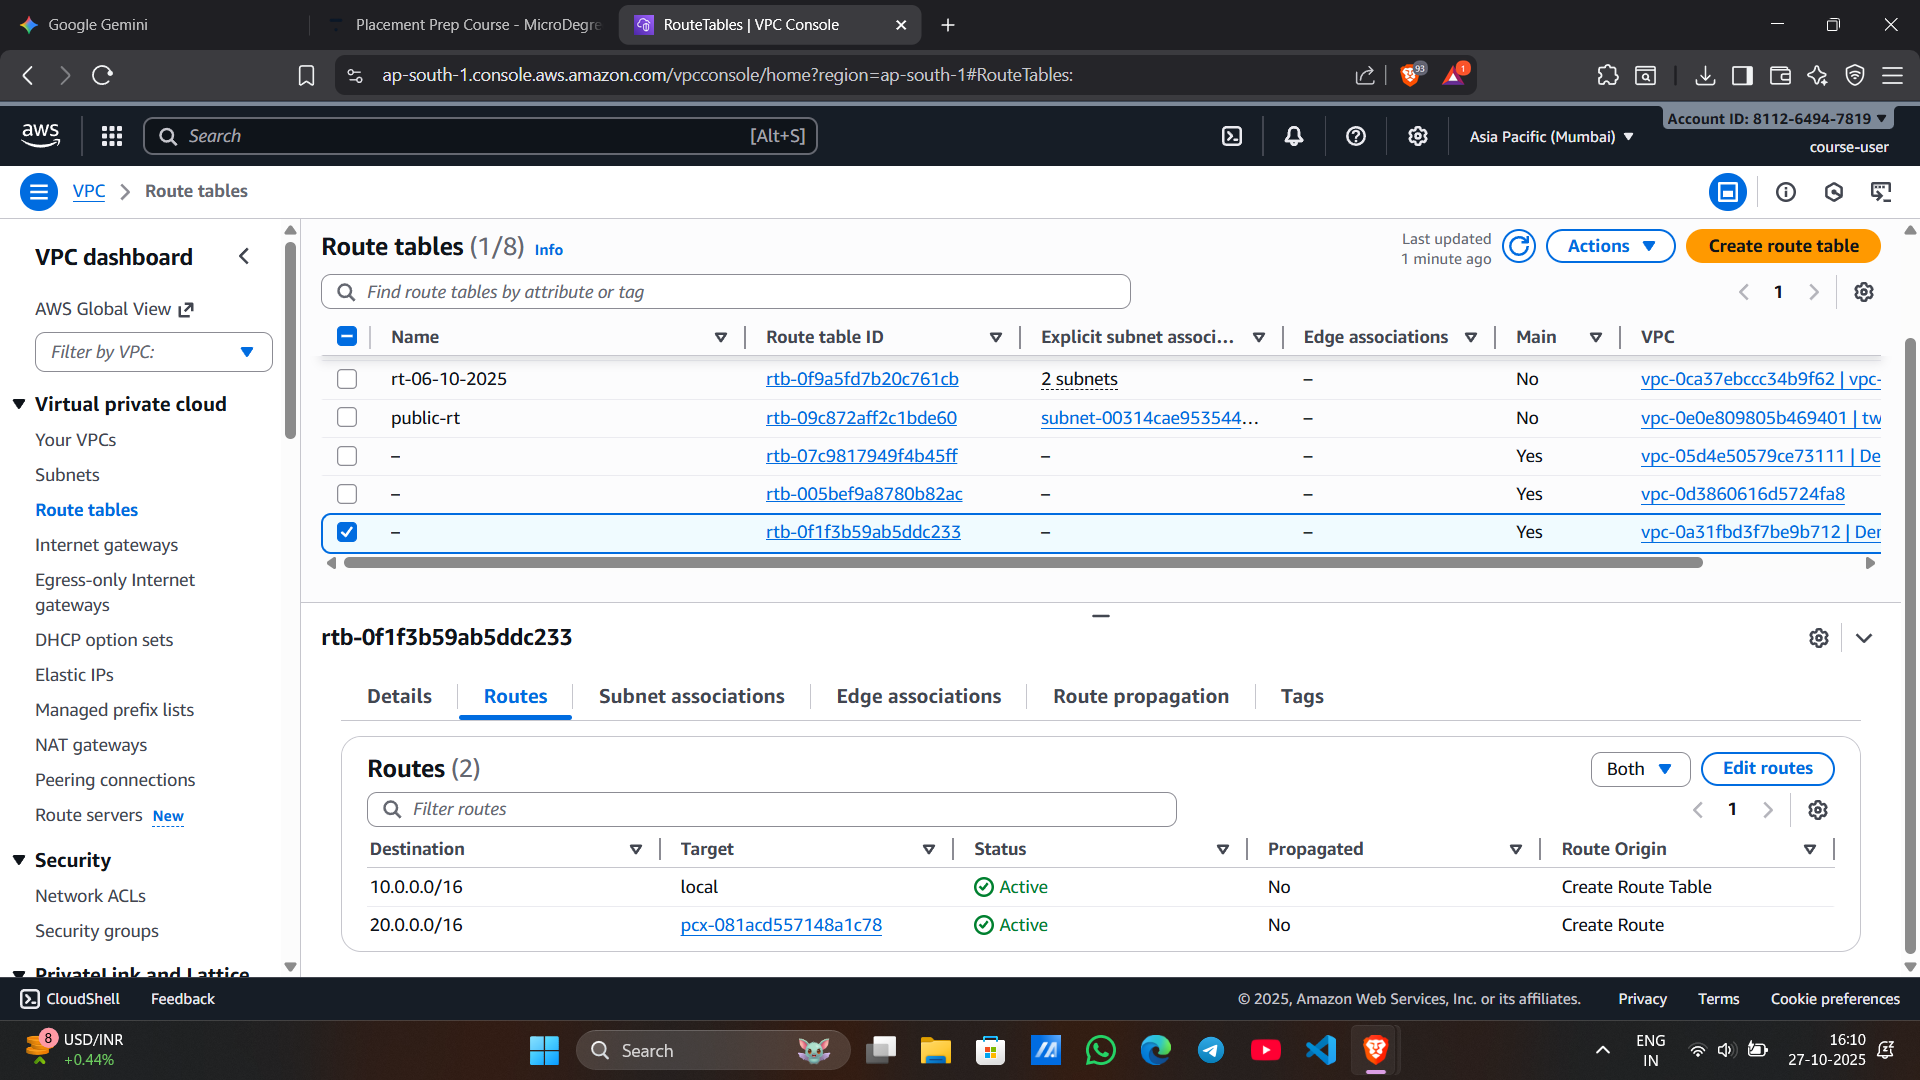 Google Gemini
Placement Prep Course - MicroDegre
RouteTables | VPC Console
ap-south-1.console.aws.amazon.com/vpcconsole/home?region=ap-south-1#RouteTables:
93
1
aws
Search
[Alt+S]
Asia Pacific (Mumbai)
Account ID: 8112-6494-7819
course-user
VPC
Route tables
VPC dashboard
AWS Global View
Filter by VPC:
Virtual private cloud
Your VPCs
Subnets
Route tables
Internet gateways
Egress-only Internet
gateways
DHCP option sets
Elastic IPs
Managed prefix lists
NAT gateways
Peering connections
Route servers New
Security
Network ACLs
Security groups
PrivateLink and Lattice
Route tables (1/8) Info
Last updated
1 minute ago
Actions
Create route table
Find route tables by attribute or tag
1
Name Route table ID Explicit subnet associ... Edge associations Main VPC
rt-06-10-2025 rtb-0f9a5fd7b20c761cb 2 subnets – No vpc-0ca37ebccc34b9f62 | vpc-
public-rt rtb-09c872aff2c1bde60 subnet-00314cae953544... – No vpc-0e0e809805b469401 | tw
– rtb-07c9817949f4b45ff – – Yes vpc-05d4e50579ce73111 | De
– rtb-005bef9a8780b82ac – – Yes vpc-0d3860616d5724fa8
– rtb-0f1f3b59ab5ddc233 – – Yes vpc-0a31fbd3f7be9b712 | Der
rtb-0f1f3b59ab5ddc233
Details Routes Subnet associations Edge associations Route propagation Tags
Routes (2)
Both
Edit routes
Filter routes
1
Destination Target Status Propagated Route Origin
10.0.0.0/16 local Active No Create Route Table
20.0.0.0/16 pcx-081acd557148a1c78 Active No Create Route
CloudShell Feedback
© 2025, Amazon Web Services, Inc. or its affiliates. Privacy Terms Cookie preferences
8
USD/INR
+0.44%
Search
ENG
IN
16:10
27-10-2025